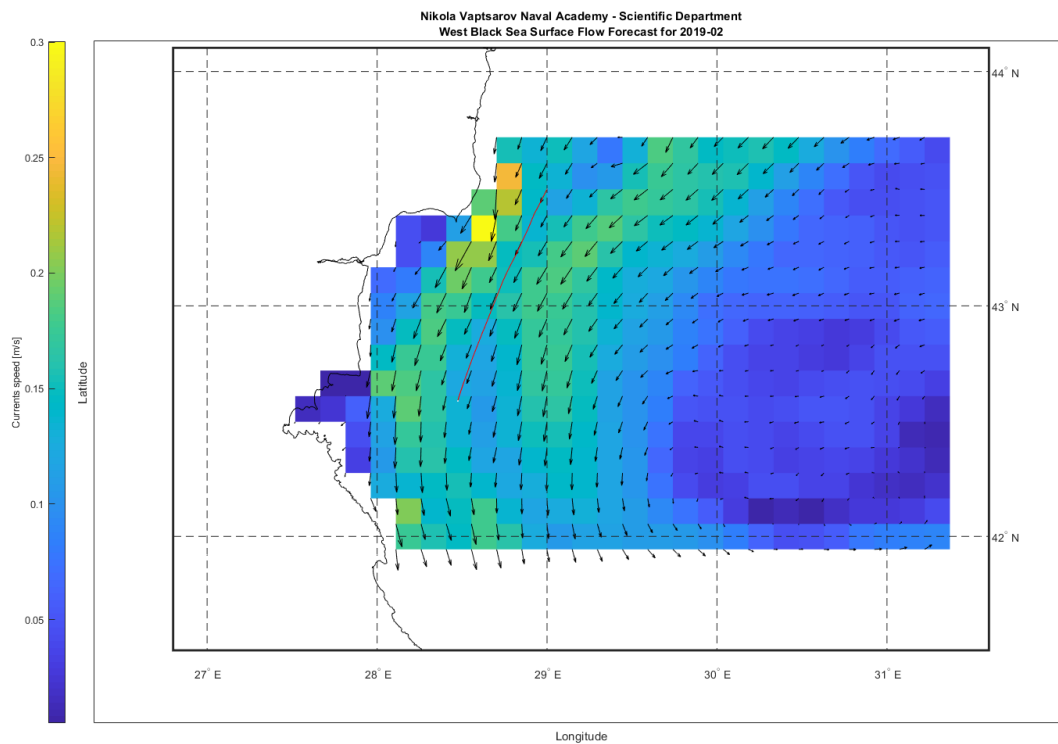 Nikola Vaptsarov Naval Academy - Scientific Department
West Black Sea Surface Flow Forecast for 2019-02
0.3
0.25
0.2
0.15
0.1
0.05
Currents speed [m/s]
Latitude
44° N
43° N
42° N
27° E
28° E
29° E
30° E
31° E
Longitude